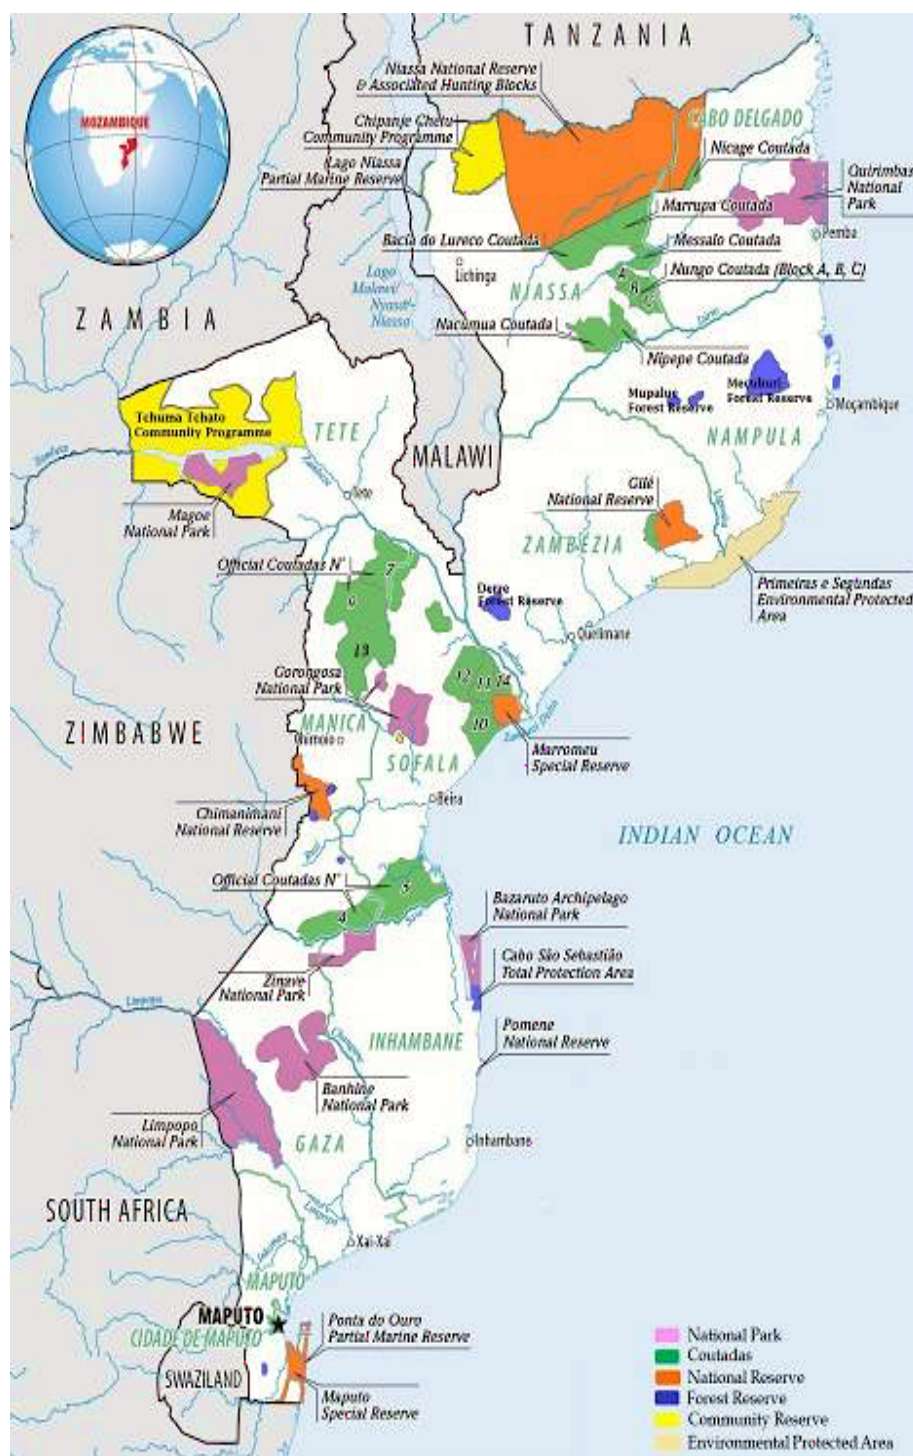 TANZANIA
MOZAMBIQUE
Niassa National Reserve
& Associated Hunting Blocks
CABO DELGADO
Chipanje Chetu
Community Programme
Nicage Coutada
Lago Niassa
Partial Marine Reserve
Quirimbas
National
Park
Marrupa Coutada
Pemba
Bacia do Lureco Coutada
Messalo Coutada
Lichinga
Nungo Coutada (Block A, B, C)
A
B
C
Lago
Malawi/
Nyasa/
Niassa
NIASSA
ZAMBIA
Nacumua Coutada
Lurio
Nipepe Coutada
Mecuburi
Forest Reserve
Mupalue
Forest Reserve
Moçambique
Tchuma Tchato
Community Programme
TETE
NAMPULA
MALAWI
Tete
Gilé
National Reserve
Magoe
National Park
ZAMBÉZIA
Official Coutadas N°
7
6
Derre
Forest Reserve
Primeiras e Segundas
Environmental Protected
Area
Quelimane
13
Gorongosa
National Park
12
11
14
10
MANICA
Chimoio
ZIMBABWE
SOFALA
Zambezi Delta
Marromeu
Special Reserve
Beira
Chimanimani
National Reserve
INDIAN OCEAN
Official Coutadas N°
5
4
Save
Bazaruto Archipelago
National Park
Cabo São Sebastião
Total Protection Area
Zinave
National Park
Limpopo
Pomene
National Reserve
INHAMBANE
Changane
Banhine
National Park
Limpopo
National Park
Inhambane
GAZA
SOUTH AFRICA
Limpopo
Xai-Xai
MAPUTO
MAPUTO
CIDADE DE MAPUTO
Ponta do Ouro
Partial Marine Reserve
SWAZILAND
Maputo
Special Reserve
National Park
Coutadas
National Reserve
Forest Reserve
Community Reserve
Environmental Protected Area